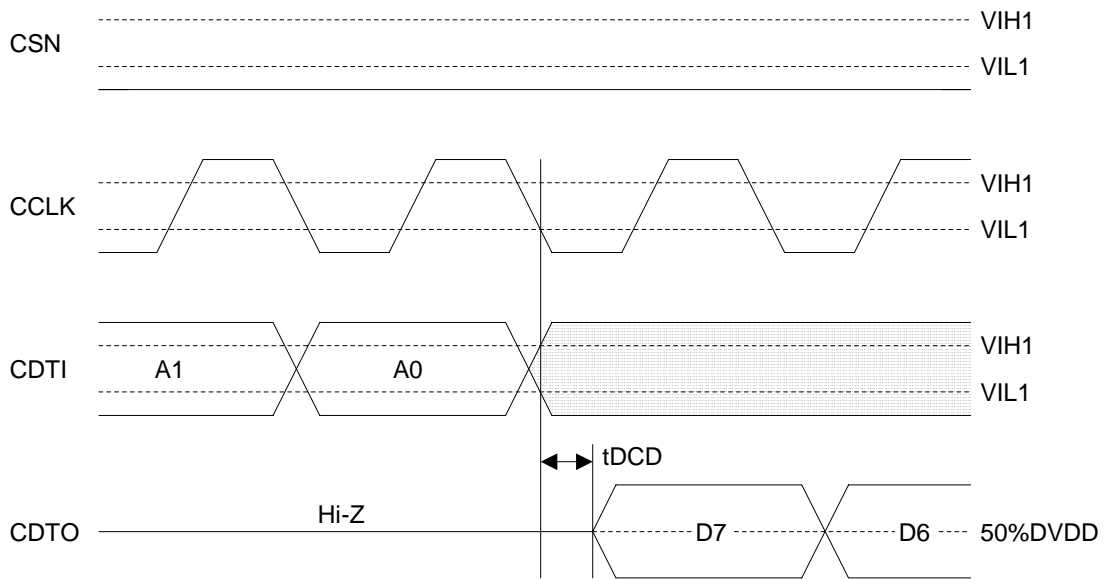 VIH1
CSN
VIL1
VIH1
CCLK
VIL1
VIH1
CDTI A1 A0
VIL1
tDCD
Hi-Z
CDTO D7 D6 50%DVDD